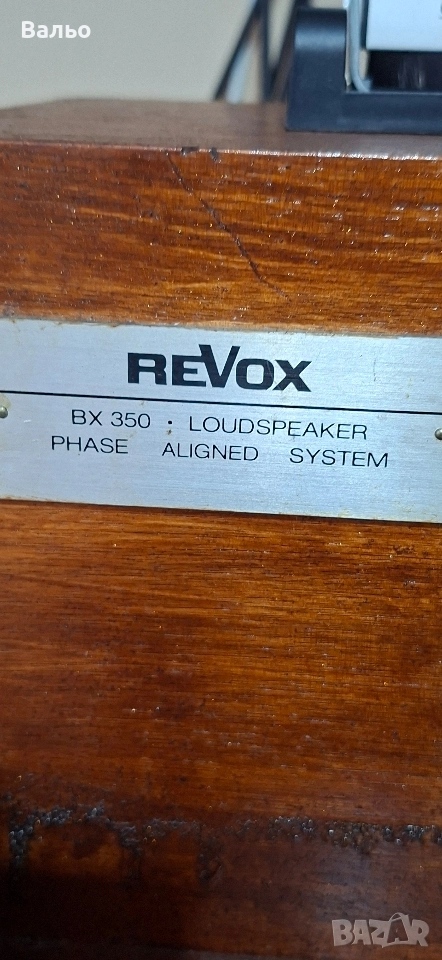 Вальо
REVOX
BX 350 : LOUDSPEAKER
PHASE ALIGNED SYSTEM
BAZAR